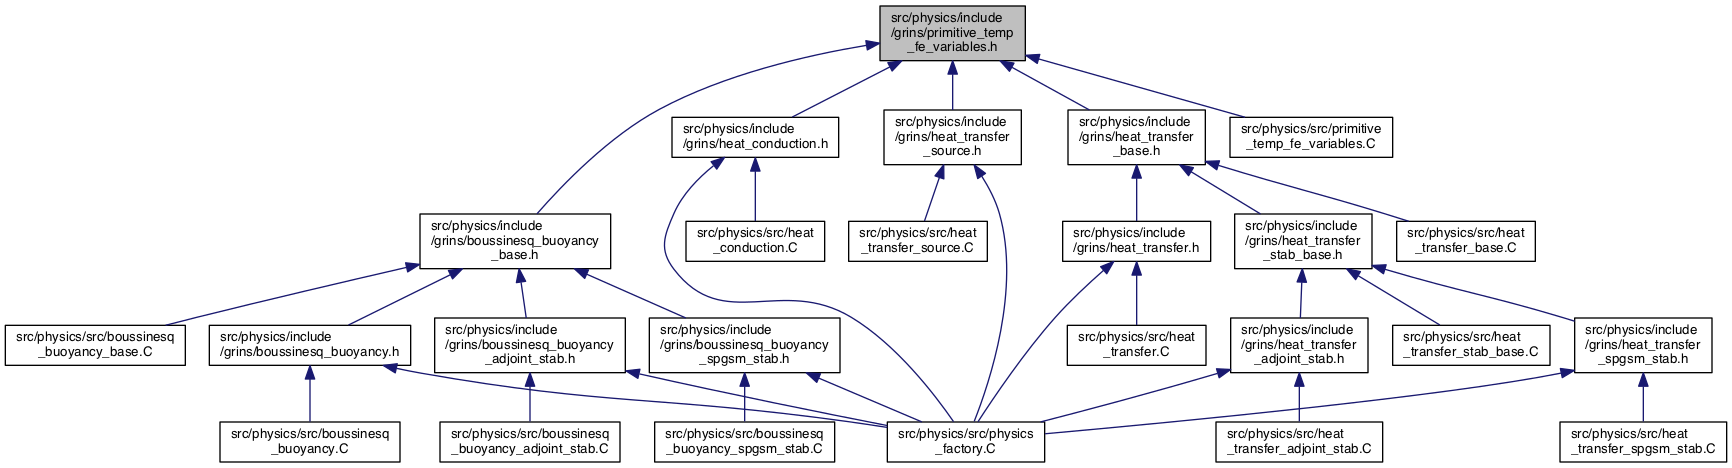 src/physics/include
/grins/primitive_temp
_fe_variables.h
src/physics/include
/grins/heat_conduction.h
src/physics/include
/grins/heat_transfer
_source.h
src/physics/include
/grins/heat_transfer
_base.h
src/physics/src/primitive
_temp_fe_variables.C
src/physics/include
/grins/boussinesq_buoyancy
_base.h
src/physics/src/heat
_conduction.C
src/physics/src/heat
_transfer_source.C
src/physics/include
/grins/heat_transfer.h
src/physics/include
/grins/heat_transfer
_stab_base.h
src/physics/src/heat
_transfer_base.C
src/physics/src/boussinesq
_buoyancy_base.C
src/physics/include
/grins/boussinesq_buoyancy.h
src/physics/include
/grins/boussinesq_buoyancy
_adjoint_stab.h
src/physics/include
/grins/boussinesq_buoyancy
_spgsm_stab.h
src/physics/src/heat
_transfer.C
src/physics/include
/grins/heat_transfer
_adjoint_stab.h
src/physics/src/heat
_transfer_stab_base.C
src/physics/include
/grins/heat_transfer
_spgsm_stab.h
src/physics/src/boussinesq
_buoyancy.C
src/physics/src/boussinesq
_buoyancy_adjoint_stab.C
src/physics/src/boussinesq
_buoyancy_spgsm_stab.C
src/physics/src/physics
_factory.C
src/physics/src/heat
_transfer_adjoint_stab.C
src/physics/src/heat
_transfer_spgsm_stab.C